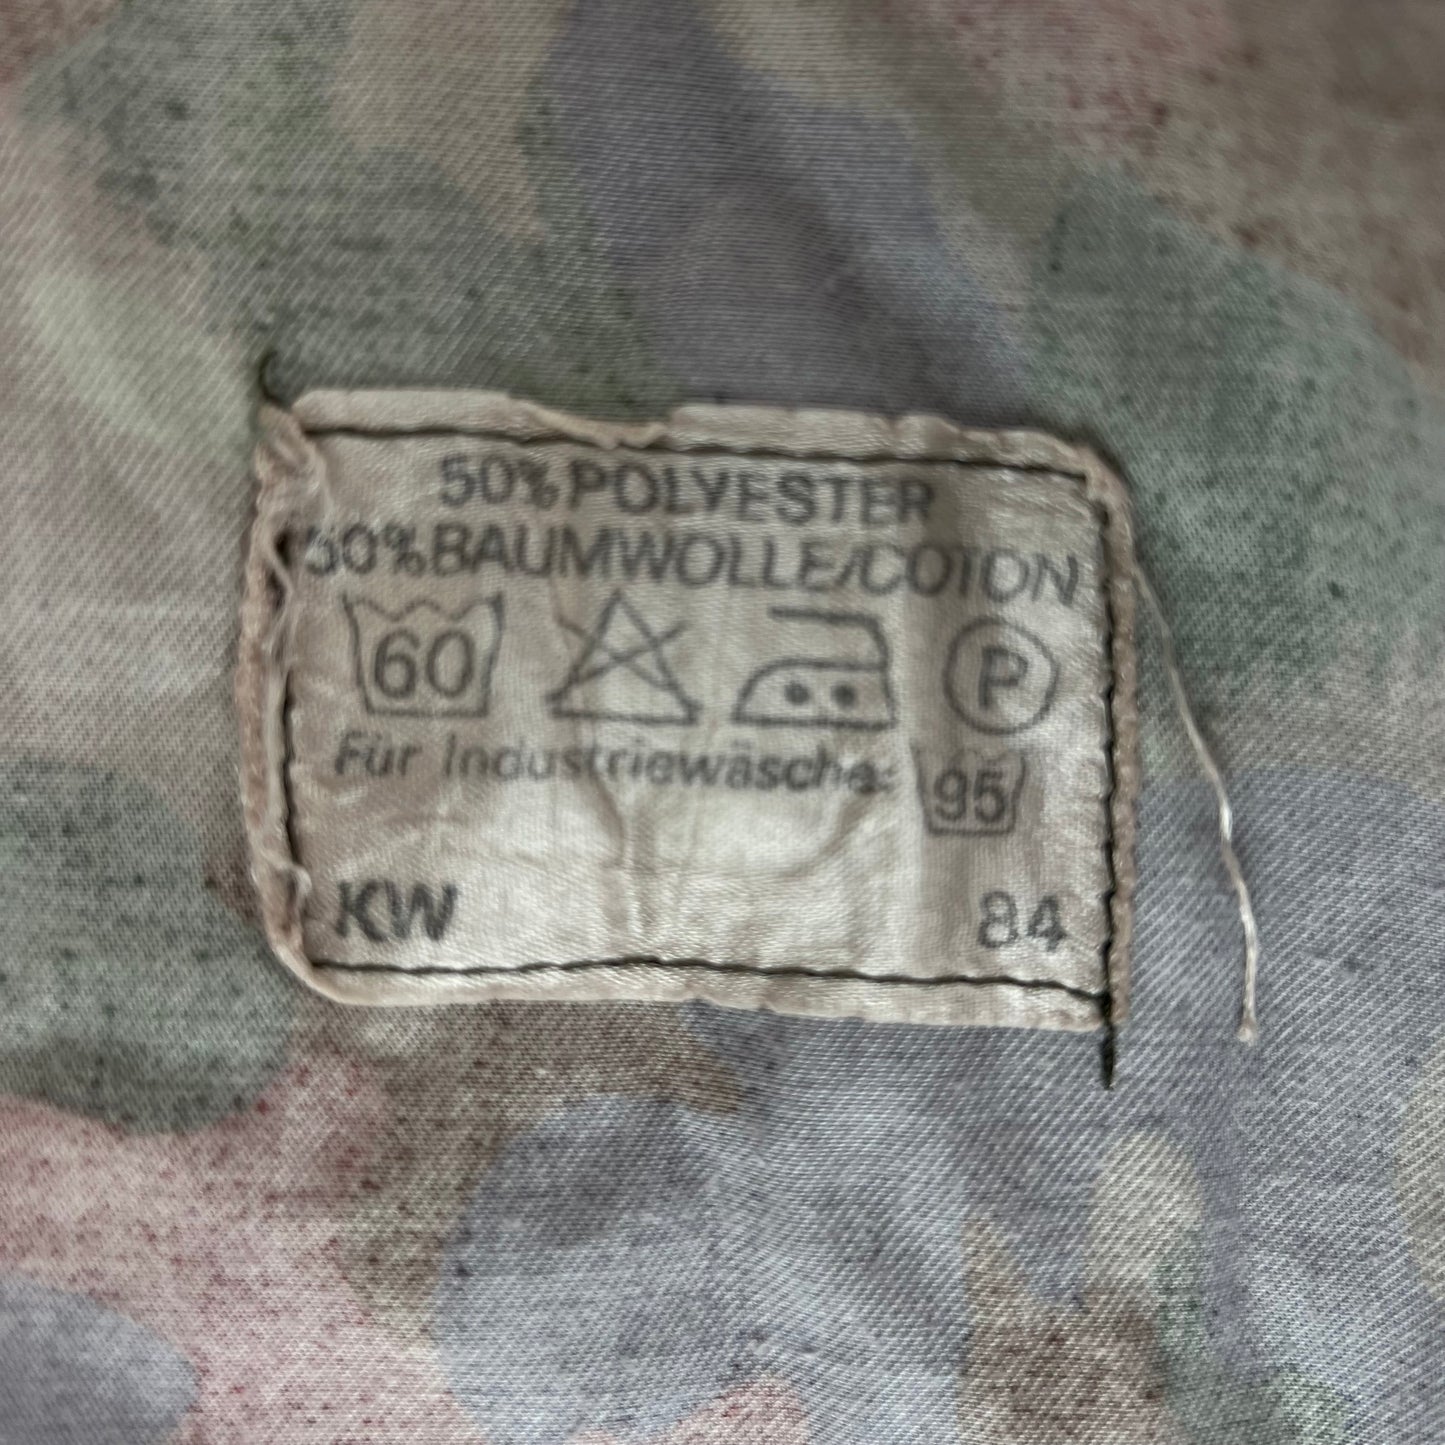 50% POLYESTER
50% BAUMWOLLE/COTON
60 P
Für Industriewäsche: 95
KW 84